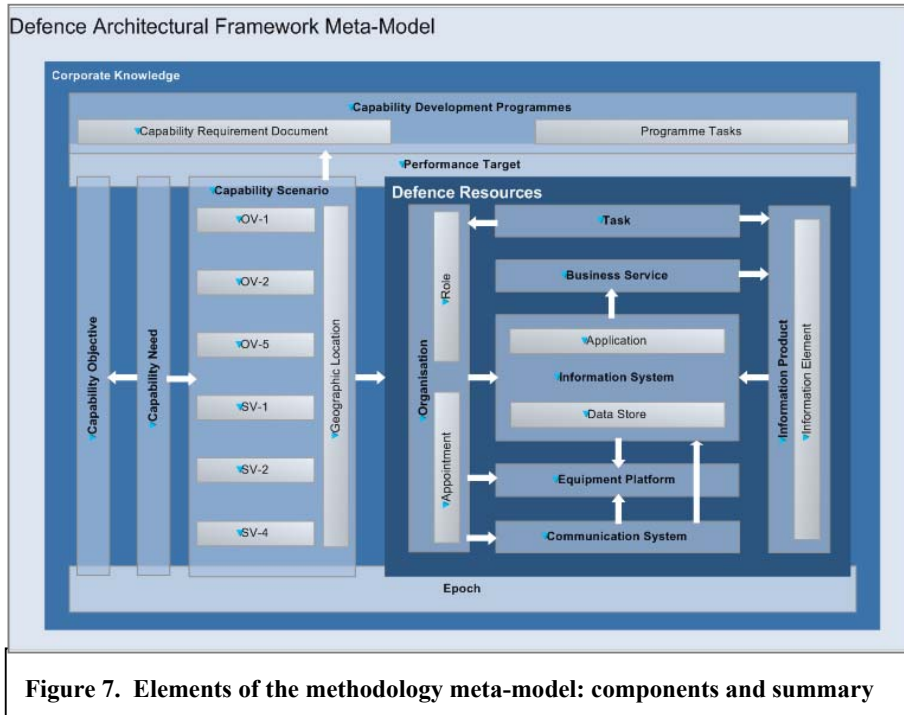 Defence Architectural Framework Meta-Model
Corporate Knowledge
Capability Development Programmes
Capability Requirement Document
Programme Tasks
Performance Target
Capability Objective
Capability Need
Capability Scenario
OV-1
OV-2
OV-5
SV-1
SV-2
SV-4
Geographic Location
Defence Resources
Organisation
Role
Appointment
Task
Business Service
Application
Information System
Data Store
Equipment Platform
Communication System
Information Product
Information Element
Epoch
Figure 7. Elements of the methodology meta-model: components and summary